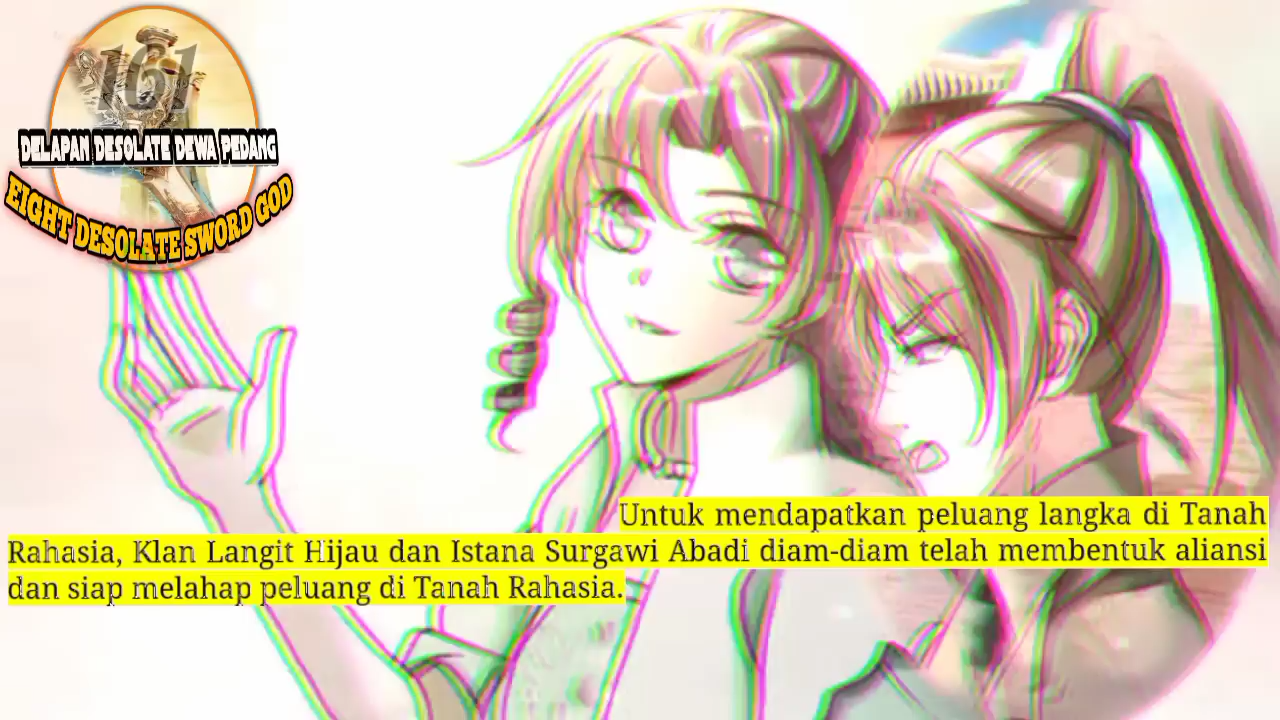 161
DELAPAN DESOLATE DEWA PEDANG
EIGHT DESOLATE SWORD GOD
Untuk mendapatkan peluang langka di Tanah
Rahasia, Klan Langit Hijau dan Istana Surgawi Abadi diam-diam telah membentuk aliansi
dan siap melahap peluang di Tanah Rahasia.